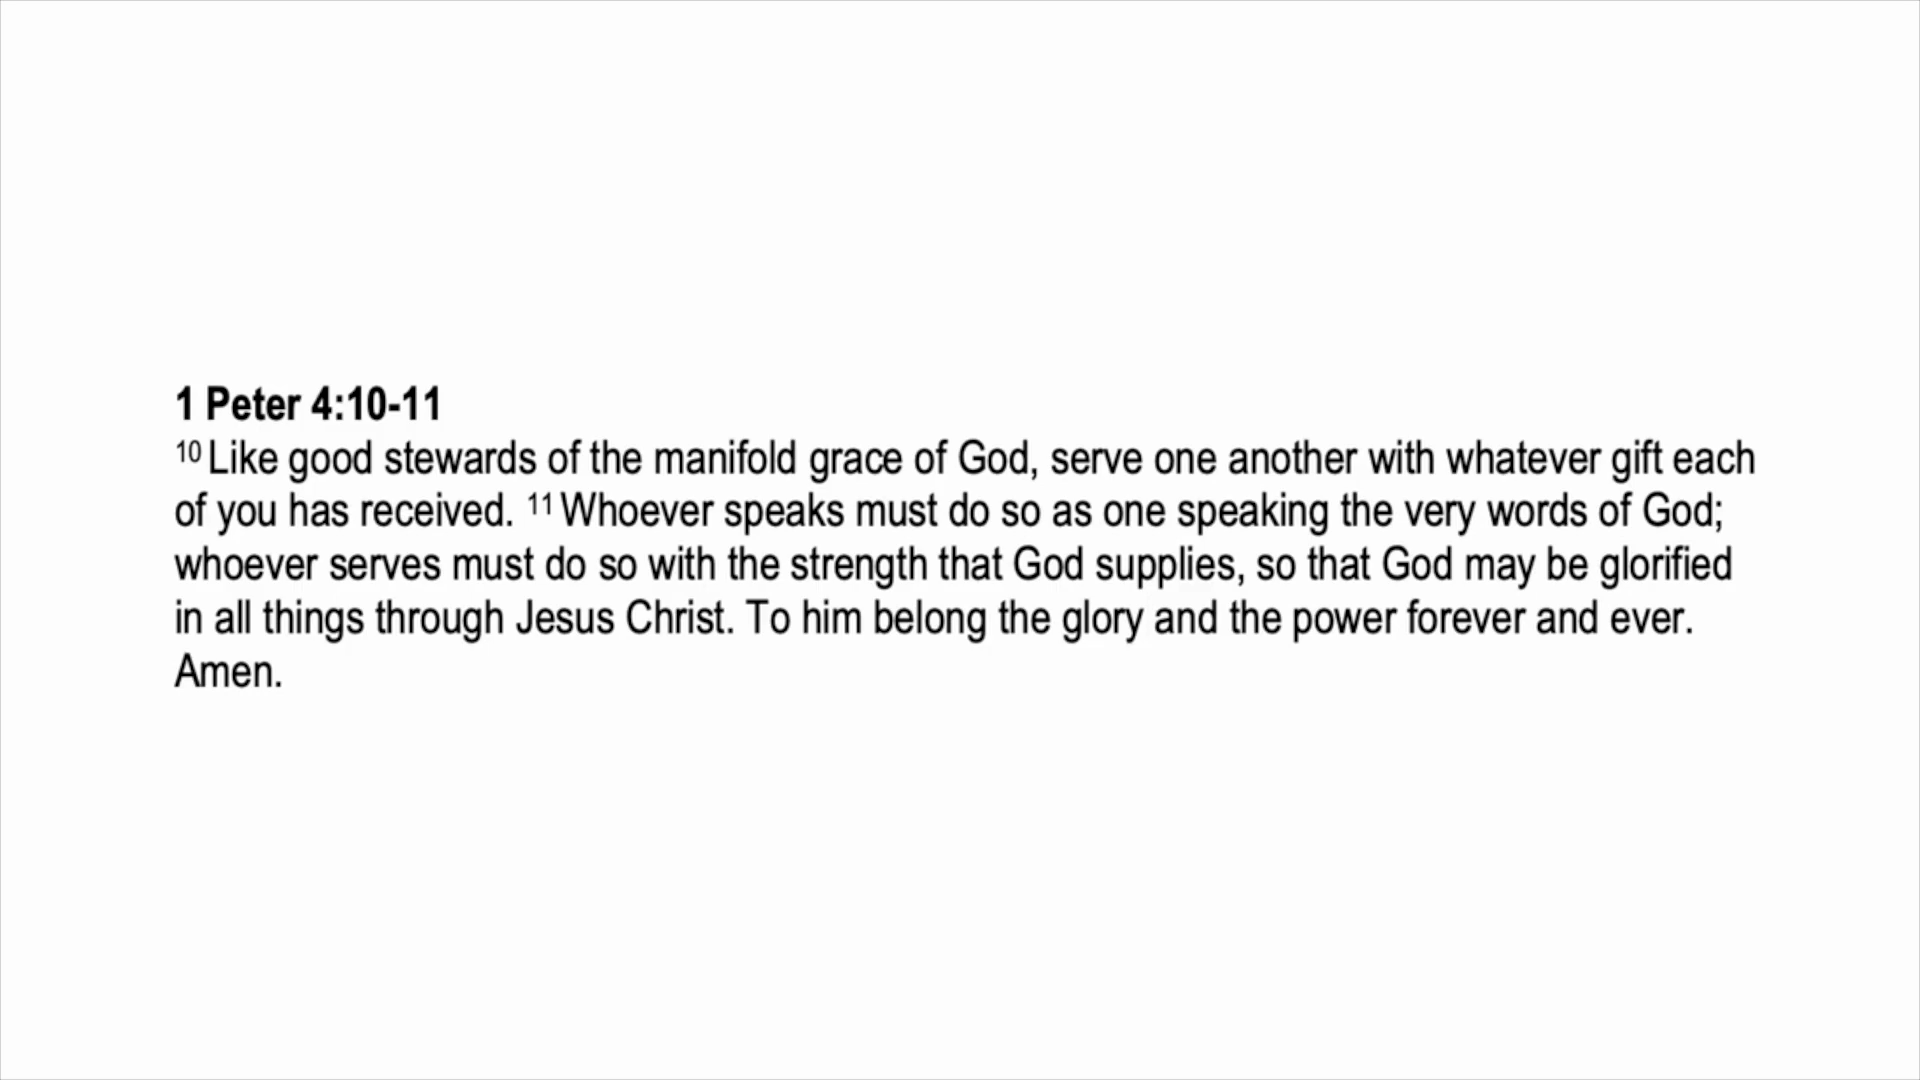 1 Peter 4:10-11
10 Like good stewards of the manifold grace of God, serve one another with whatever gift each
of you has received. 11 Whoever speaks must do so as one speaking the very words of God;
whoever serves must do so with the strength that God supplies, so that God may be glorified
in all things through Jesus Christ. To him belong the glory and the power forever and ever.
Amen.